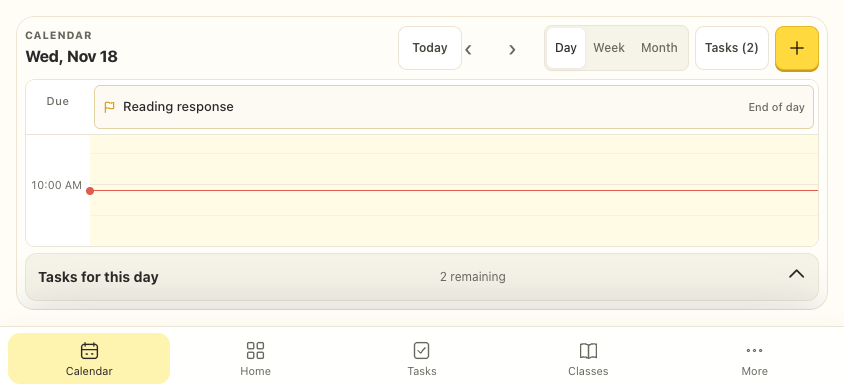 CALENDAR
Wed, Nov 18
Today
Day Week Month
Tasks (2)
Due
Reading response
End of day
10:00 AM
Tasks for this day
2 remaining
Calendar
Home
Tasks
Classes
More